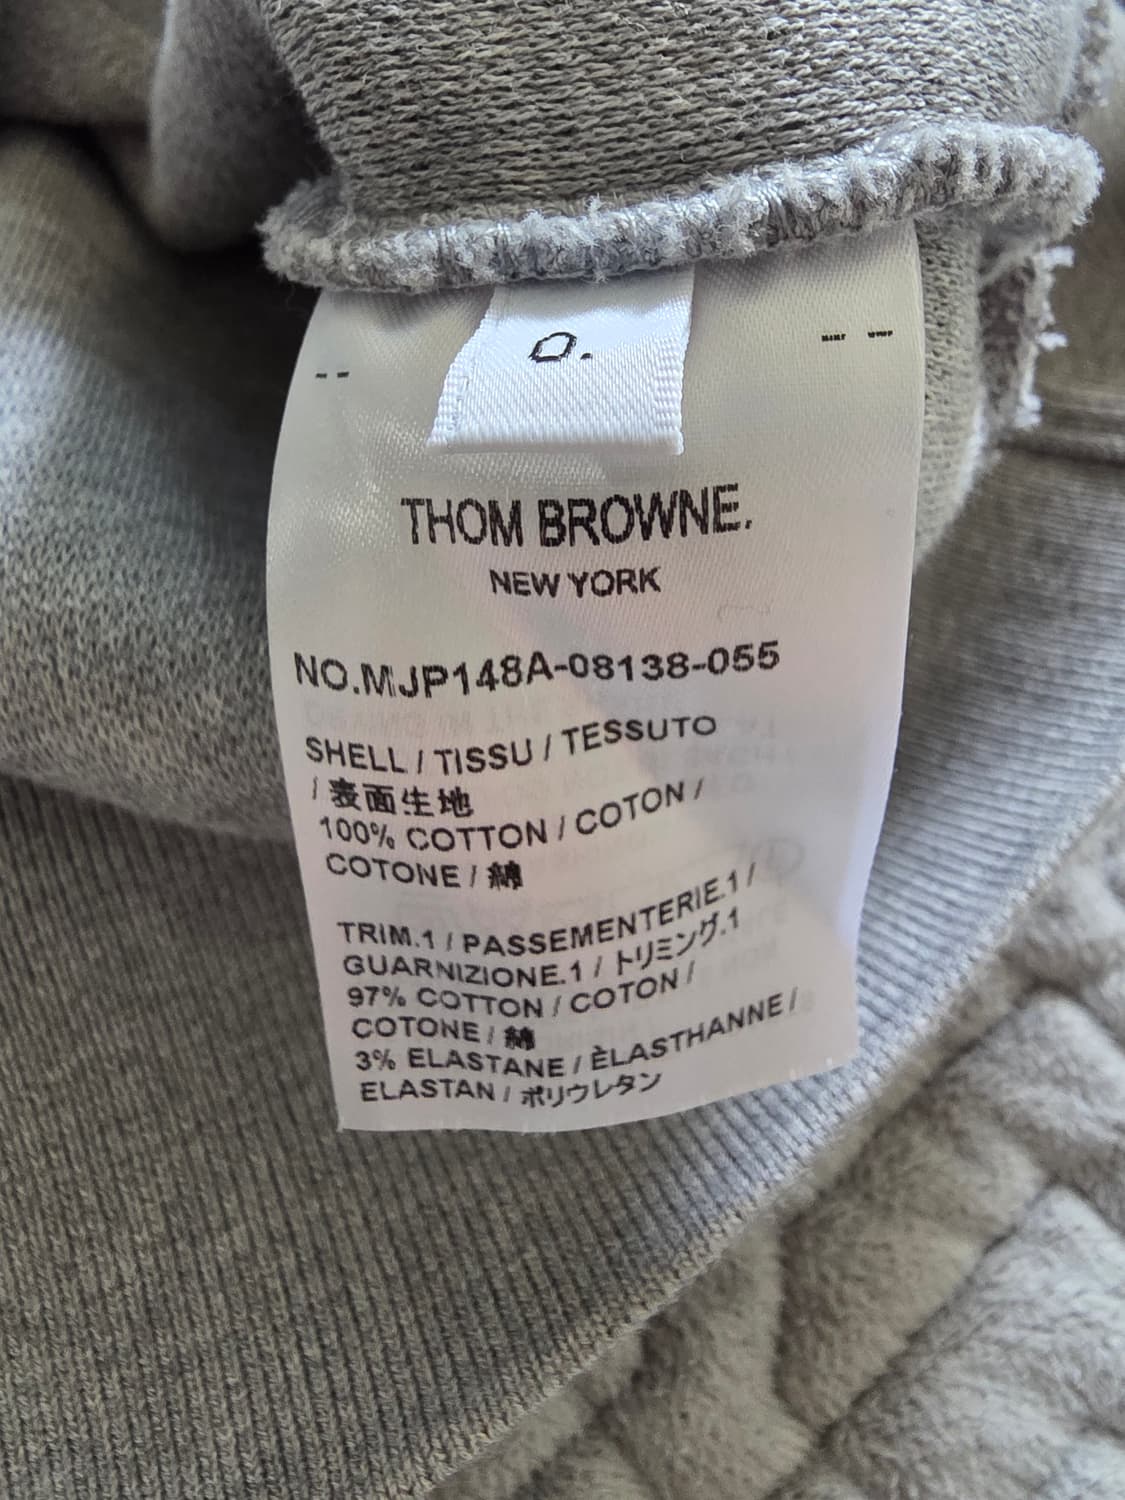 O.
THOM BROWNE.
NEW YORK
NO.MJP148A-08138-055
SHELL / TISSU / TESSUTO
/ 表面生地
100% COTTON / COTON /
COTONE / 綿
TRIM.1 / PASSEMENTERIE.1 /
GUARNIZIONE.1 / トリミング.1
97% COTTON / COTON /
COTONE / 綿
3% ELASTANE / ÈLASTHANNE /
ELASTAN / ポリウレタン